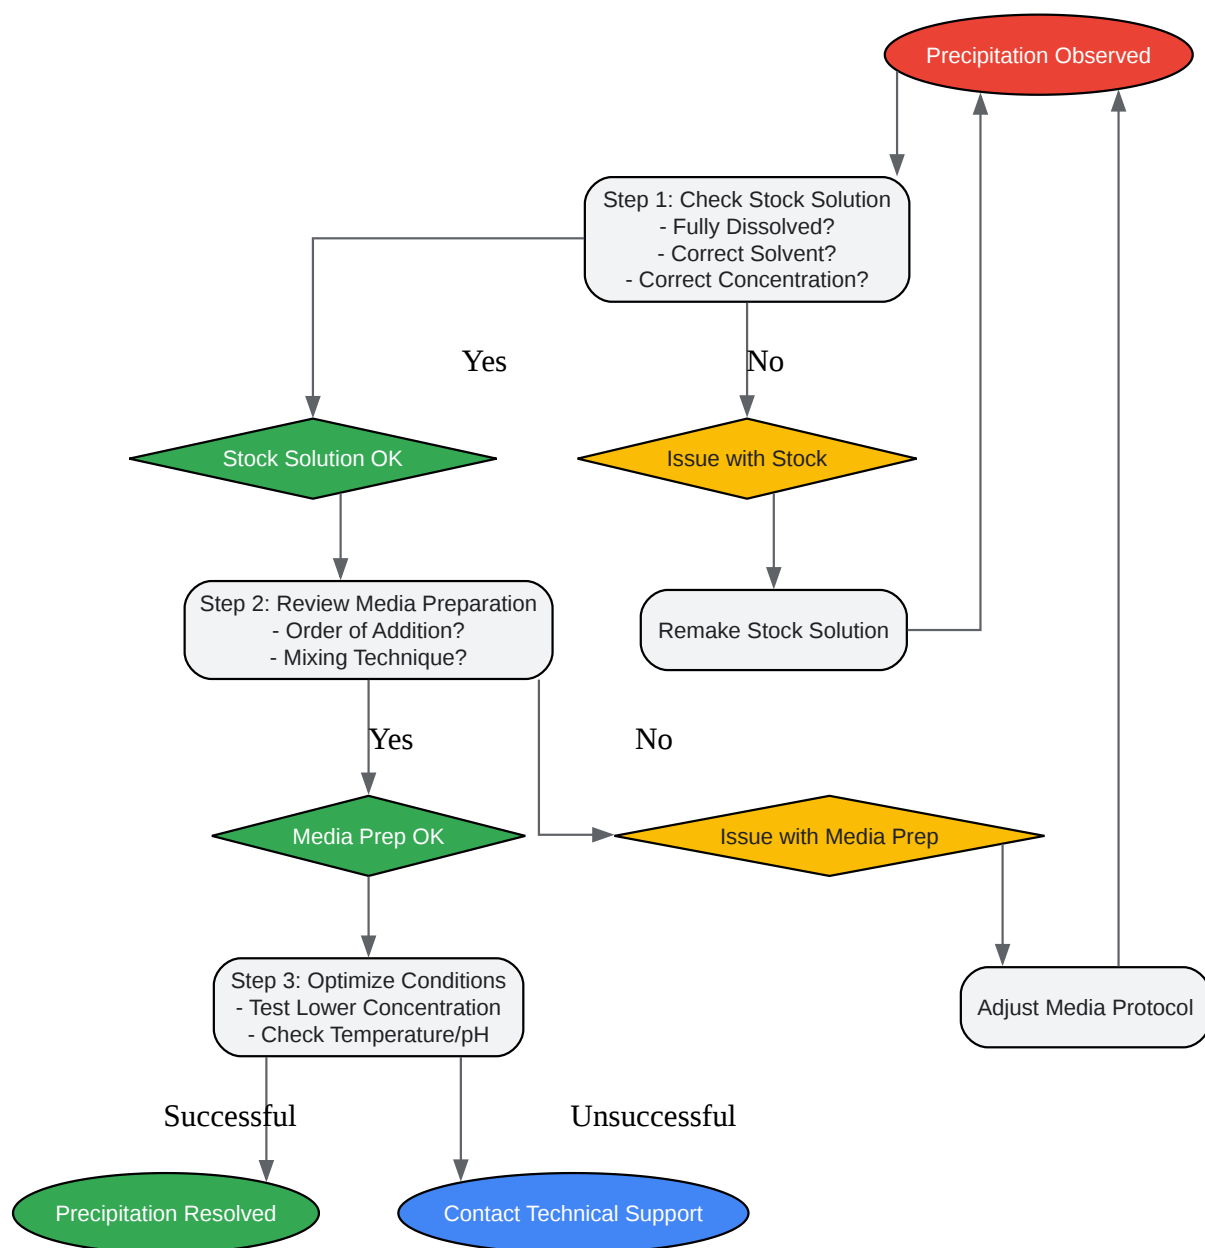 Precipitation Observed
Step 1: Check Stock Solution
- Fully Dissolved?
- Correct Solvent?
- Correct Concentration?
Yes
No
Stock Solution OK
Issue with Stock
Step 2: Review Media Preparation
- Order of Addition?
- Mixing Technique?
Remake Stock Solution
Yes
No
Media Prep OK
Issue with Media Prep
Step 3: Optimize Conditions
- Test Lower Concentration
- Check Temperature/pH
Adjust Media Protocol
Successful
Unsuccessful
Precipitation Resolved
Contact Technical Support